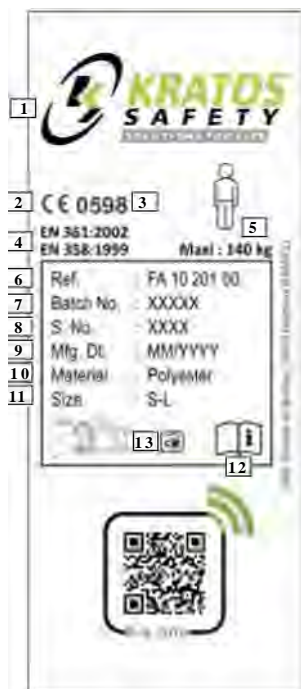 KRATOS
SAFETY
1
2
CE 0598
3
4
EN 361:2002
EN 358:1999
5
Maxi : 140 kg
6
Ref. : FA 10 201 00
7
Batch No. : XXXXX
8
S. No. : XXXX
9
Mfg. Dt. : MM/YYYY
10
Material : Polyester
11
Size : S-L
13
12